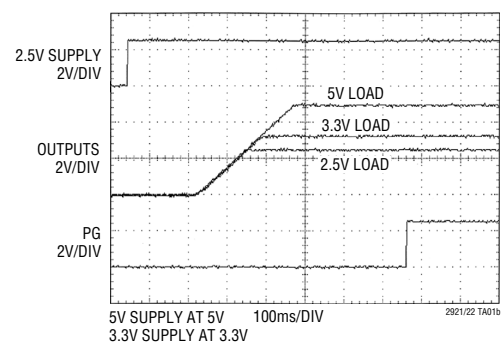 2.5V SUPPLY
2V/DIV
5V LOAD
3.3V LOAD
OUTPUTS
2V/DIV
2.5V LOAD
PG
2V/DIV
5V SUPPLY AT 5V
3.3V SUPPLY AT 3.3V
100ms/DIV
2921/22 TA01b